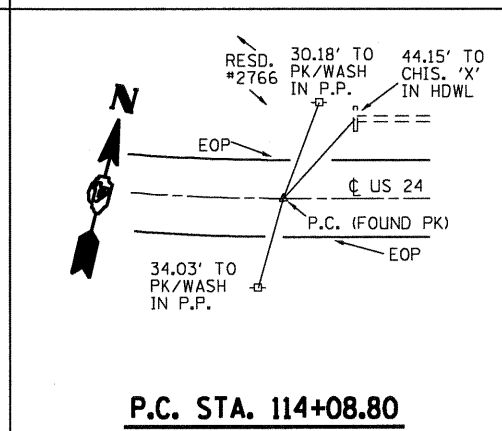 RESD.
#2766
30.18' TO
PK/WASH
IN P.P.
44.15' TO
CHIS. 'X'
IN HDWL
N
EOP
℄ US 24
P.C. (FOUND PK)
EOP
34.03' TO
PK/WASH
IN P.P.
P.C. STA. 114+08.80